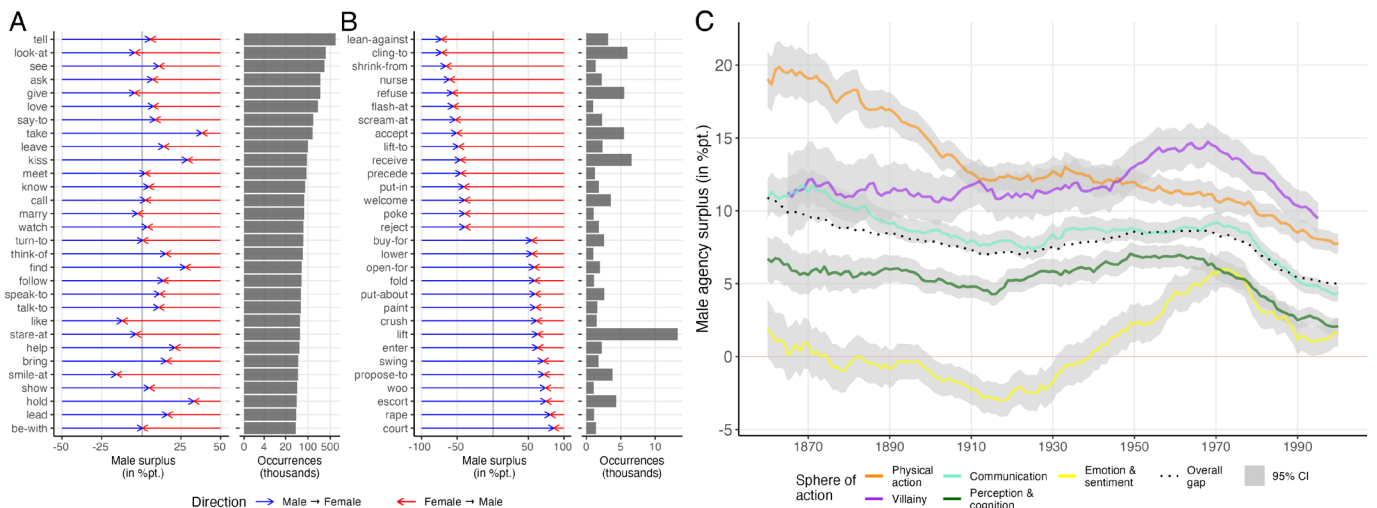 A
tell
look-at
see
ask
give
love
say-to
take
leave
kiss
meet
know
call
marry
watch
turn-to
think-of
find
follow
speak-to
talk-to
like
stare-at
help
bring
smile-at
show
hold
lead
be-with
-50 -25 0 25 50
Male surplus
(in %pt.)
0 4 20 100 500
Occurrences
(thousands)
B
lean-against
cling-to
shrink-from
nurse
refuse
flash-at
scream-at
accept
lift-to
receive
precede
put-in
welcome
poke
reject
buy-for
lower
open-for
fold
put-about
paint
crush
lift
enter
swing
propose-to
woo
escort
rape
court
-100 -50 0 50 100
Male surplus
(in %pt.)
0 5 10
Occurrences
(thousands)
Direction Male → Female Female → Male
C
Male agency surplus (in %pt.)
20
15
10
5
0
-5
1870 1890 1910 1930 1950 1970 1990
Sphere of
action
Physical
action
Villainy
Communication
Perception &
cognition
Emotion &
sentiment
Overall
gap
95% CI